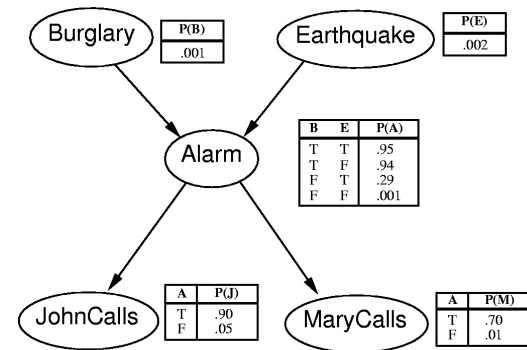 Burglary
P(B)
.001
Earthquake
P(E)
.002
Alarm
B E P(A)
T T .95
T F .94
F T .29
F F .001
JohnCalls
A P(J)
T .90
F .05
MaryCalls
A P(M)
T .70
F .01